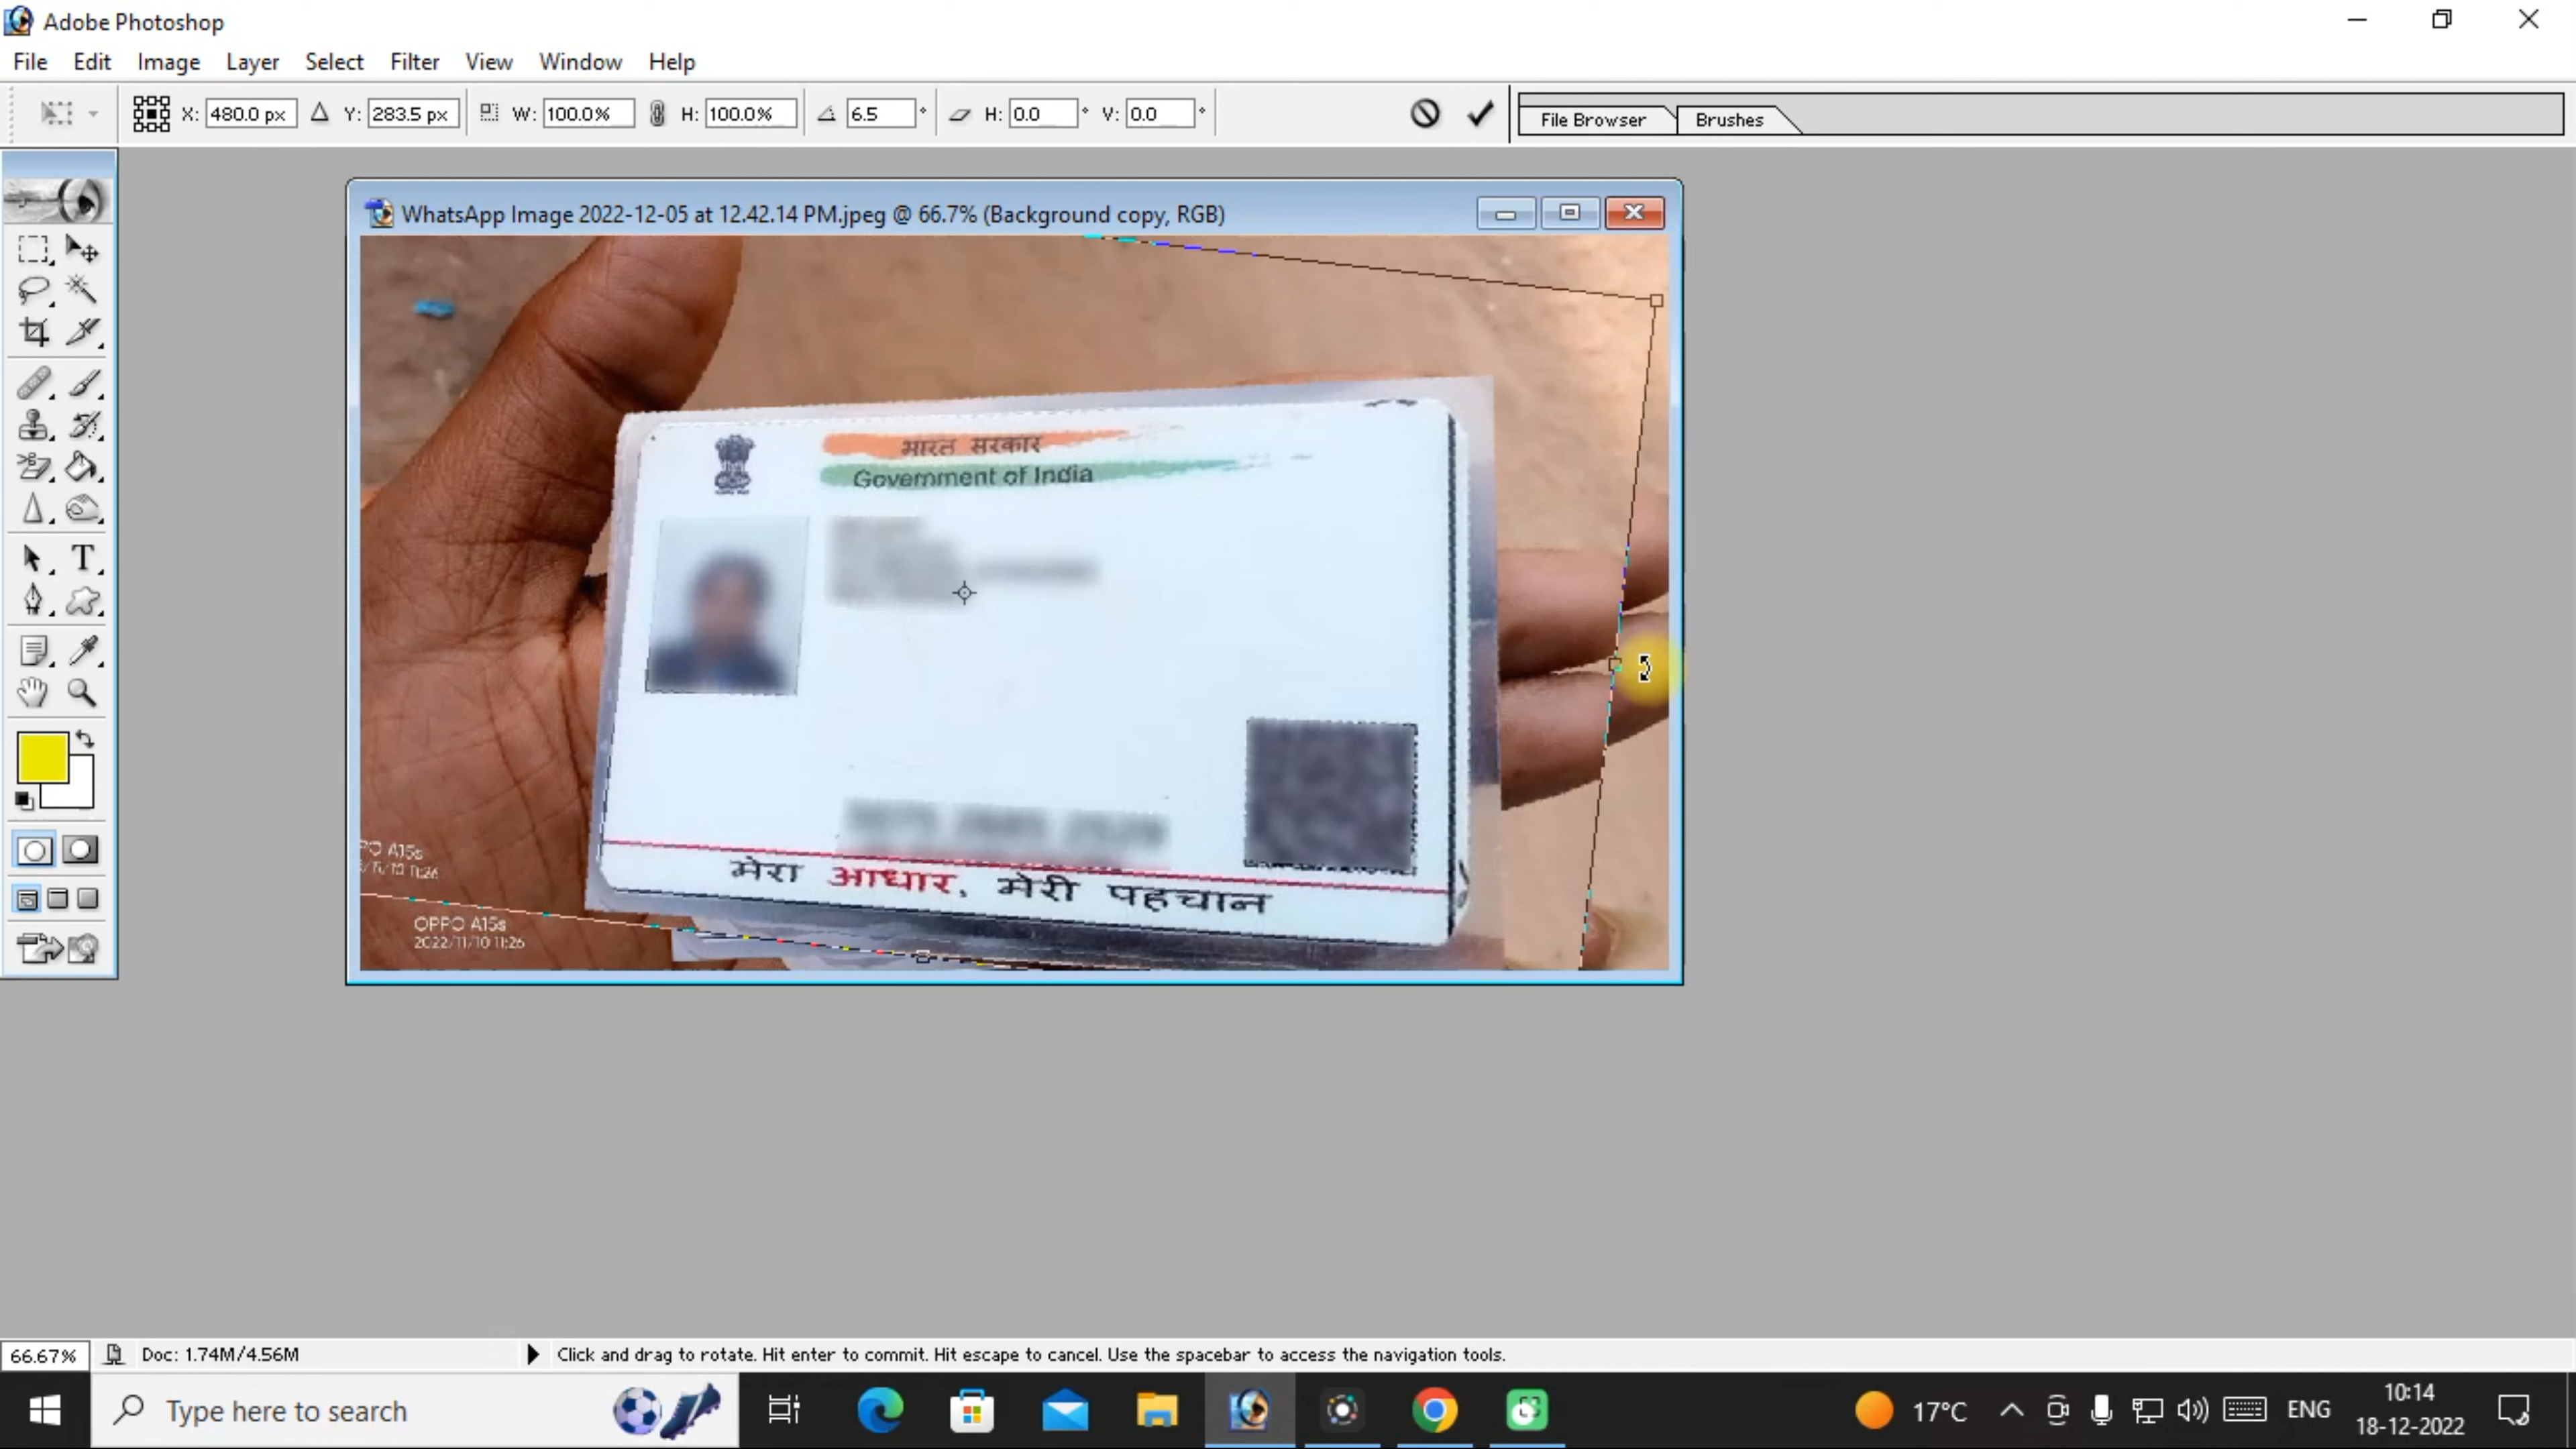 Adobe Photoshop
File Edit Image Layer Select Filter View Window Help
X: 480.0 px Y: 283.5 px W: 100.0% H: 100.0% 6.5 ° H: 0.0 ° V: 0.0 °
File Browser Brushes
WhatsApp Image 2022-12-05 at 12.42.14 PM.jpeg @ 66.7% (Background copy, RGB)
भारत सरकार
Government of India
मेरा आधार, मेरी पहचान
A15s
11:26
OPPO A15s
2022/11/10 11:26
T
66.67% Doc: 1.74M/4.56M Click and drag to rotate. Hit enter to commit. Hit escape to cancel. Use the spacebar to access the navigation tools.
Type here to search
17°C ENG 10:14
18-12-2022